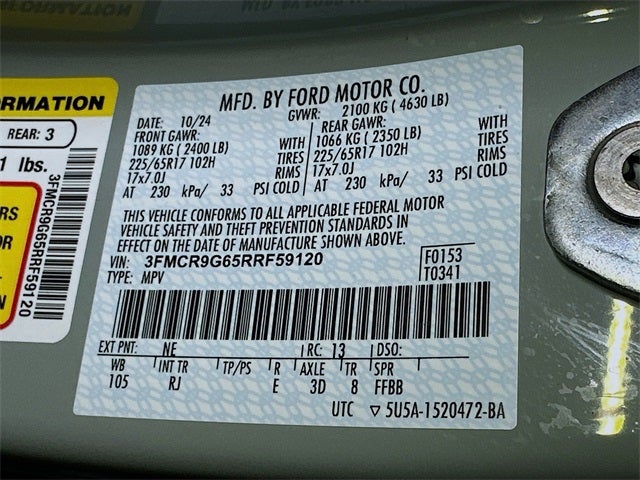 ORMATION
REAR: 3
1 lbs.
3FMCR9G65RRF59120
MFD. BY FORD MOTOR CO.
DATE: 10/24 GVWR: 2100 KG ( 4630 LB)
FRONT GAWR: REAR GAWR:
1089 KG ( 2400 LB) WITH 1066 KG ( 2350 LB) WITH
225/65R17 102H TIRES 225/65R17 102H TIRES
17x7.0J RIMS 17x7.0J RIMS
AT 230 kPa/ 33 PSI COLD AT 230 kPa/ 33 PSI COLD
THIS VEHICLE CONFORMS TO ALL APPLICABLE FEDERAL MOTOR
VEHICLE SAFETY AND THEFT PREVENTION STANDARDS IN
EFFECT ON THE DATE OF MANUFACTURE SHOWN ABOVE.
VIN: 3FMCR9G65RRF59120 F0153
TYPE: MPV T0341
EXT PNT: NE RC: 13 DSO:
WB INT TR TP/PS R AXLE TR SPR
105 RJ E 3D 8 FFBB
UTC ▽ 5U5A-1520472-BA